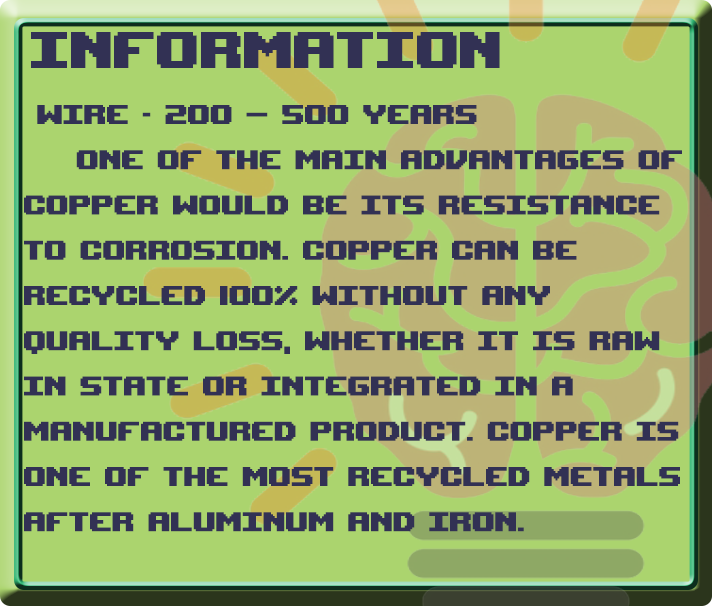 INFORMATION
WIRE - 200 – 500 YEARS
ONE OF THE MAIN ADVANTAGES OF
COPPER WOULD BE ITS RESISTANCE
TO CORROSION. COPPER CAN BE
RECYCLED 100% WITHOUT ANY
QUALITY LOSS, WHETHER IT IS RAW
IN STATE OR INTEGRATED IN A
MANUFACTURED PRODUCT. COPPER IS
ONE OF THE MOST RECYCLED METALS
AFTER ALUMINUM AND IRON.